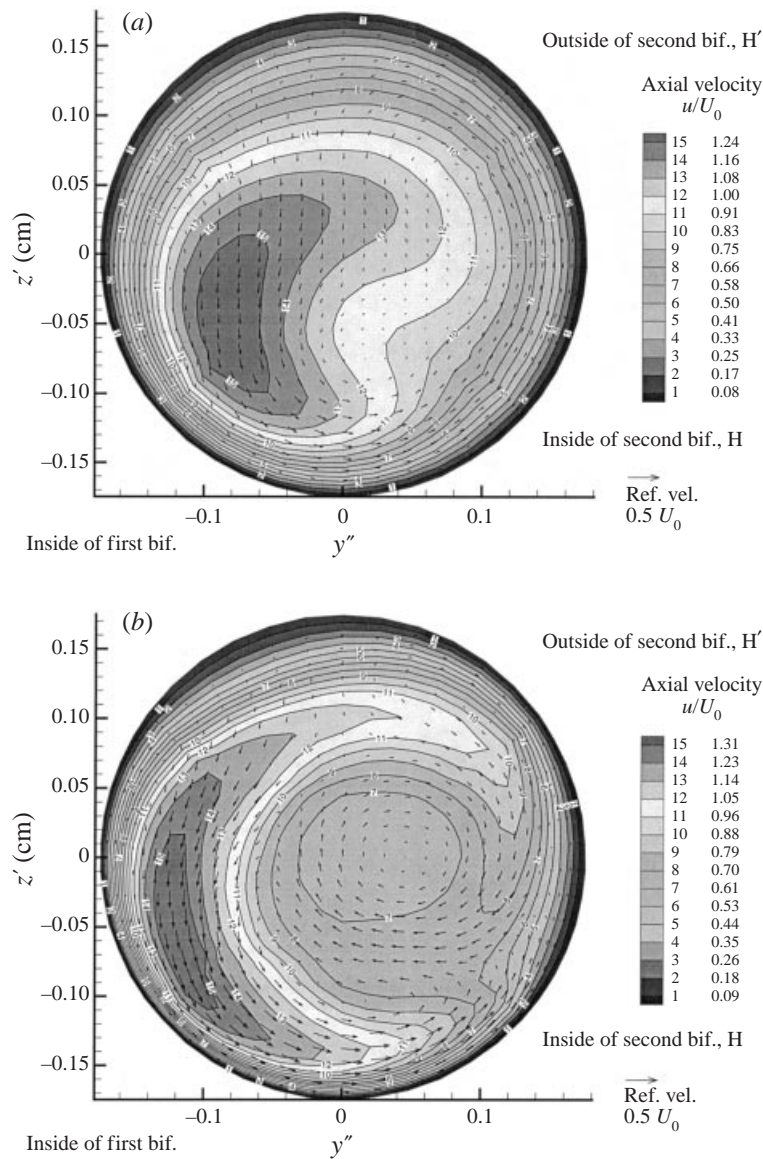 (a)
Outside of second bif., H′
Axial velocity
u/U0
15 1.24
14 1.16
13 1.08
12 1.00
11 0.91
10 0.83
9 0.75
8 0.66
7 0.58
6 0.50
5 0.41
4 0.33
3 0.25
2 0.17
1 0.08
Inside of second bif., H
Ref. vel.
0.5 U0
z′ (cm)
0.15
0.10
0.05
0
–0.05
–0.10
–0.15
–0.1 0 0.1
Inside of first bif.
y″
(b)
Outside of second bif., H′
Axial velocity
u/U0
15 1.31
14 1.23
13 1.14
12 1.05
11 0.96
10 0.88
9 0.79
8 0.70
7 0.61
6 0.53
5 0.44
4 0.35
3 0.26
2 0.18
1 0.09
Inside of second bif., H
Ref. vel.
0.5 U0
z′ (cm)
0.15
0.10
0.05
0
–0.05
–0.10
–0.15
–0.1 0 0.1
Inside of first bif.
y″